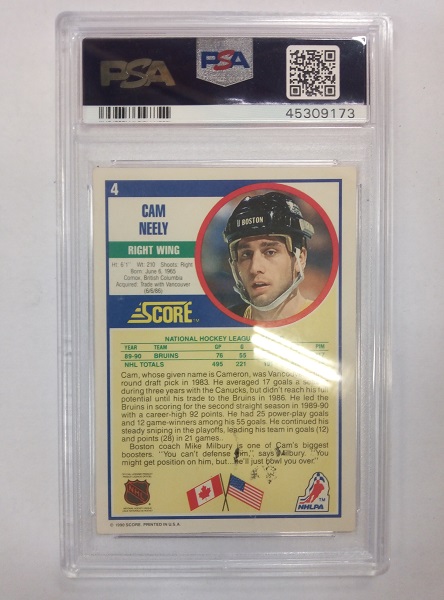 PSA
PSA
45309173
4
CAM
NEELY
RIGHT WING
Ht: 6'1" Wt: 210 Shoots: Right
Born: June 6, 1965
Comox, British Columbia
Acquired: Trade with Vancouver
(6/6/86)
BOSTON
SCORE TM
NATIONAL HOCKEY LEAGU
YEAR TEAM GP G PIM
89-90 BRUINS 76 55
NHL TOTALS 495 221
Cam, whose given name is Cameron, was Vancou
round draft pick in 1983. He averaged 17 goals a s
during three years with the Canucks, but didn't reach his full
potential until his trade to the Bruins in 1986. He led the
Bruins in scoring for the second straight season in 1989-90
with a career-high 92 points. He had 25 power-play goals
and 12 game-winners among his 55 goals. He continued his
steady sniping in the playoffs, leading his team in goals (12)
and points (28) in 21 games.
Boston coach Mike Milbury is one of Cam's biggest
boosters. "You can't defense him," says Milbury. "You
might get position on him, but...he'll just bowl you over."
NHL
NHLPA
TM
© 1990 SCORE, PRINTED IN U.S.A.